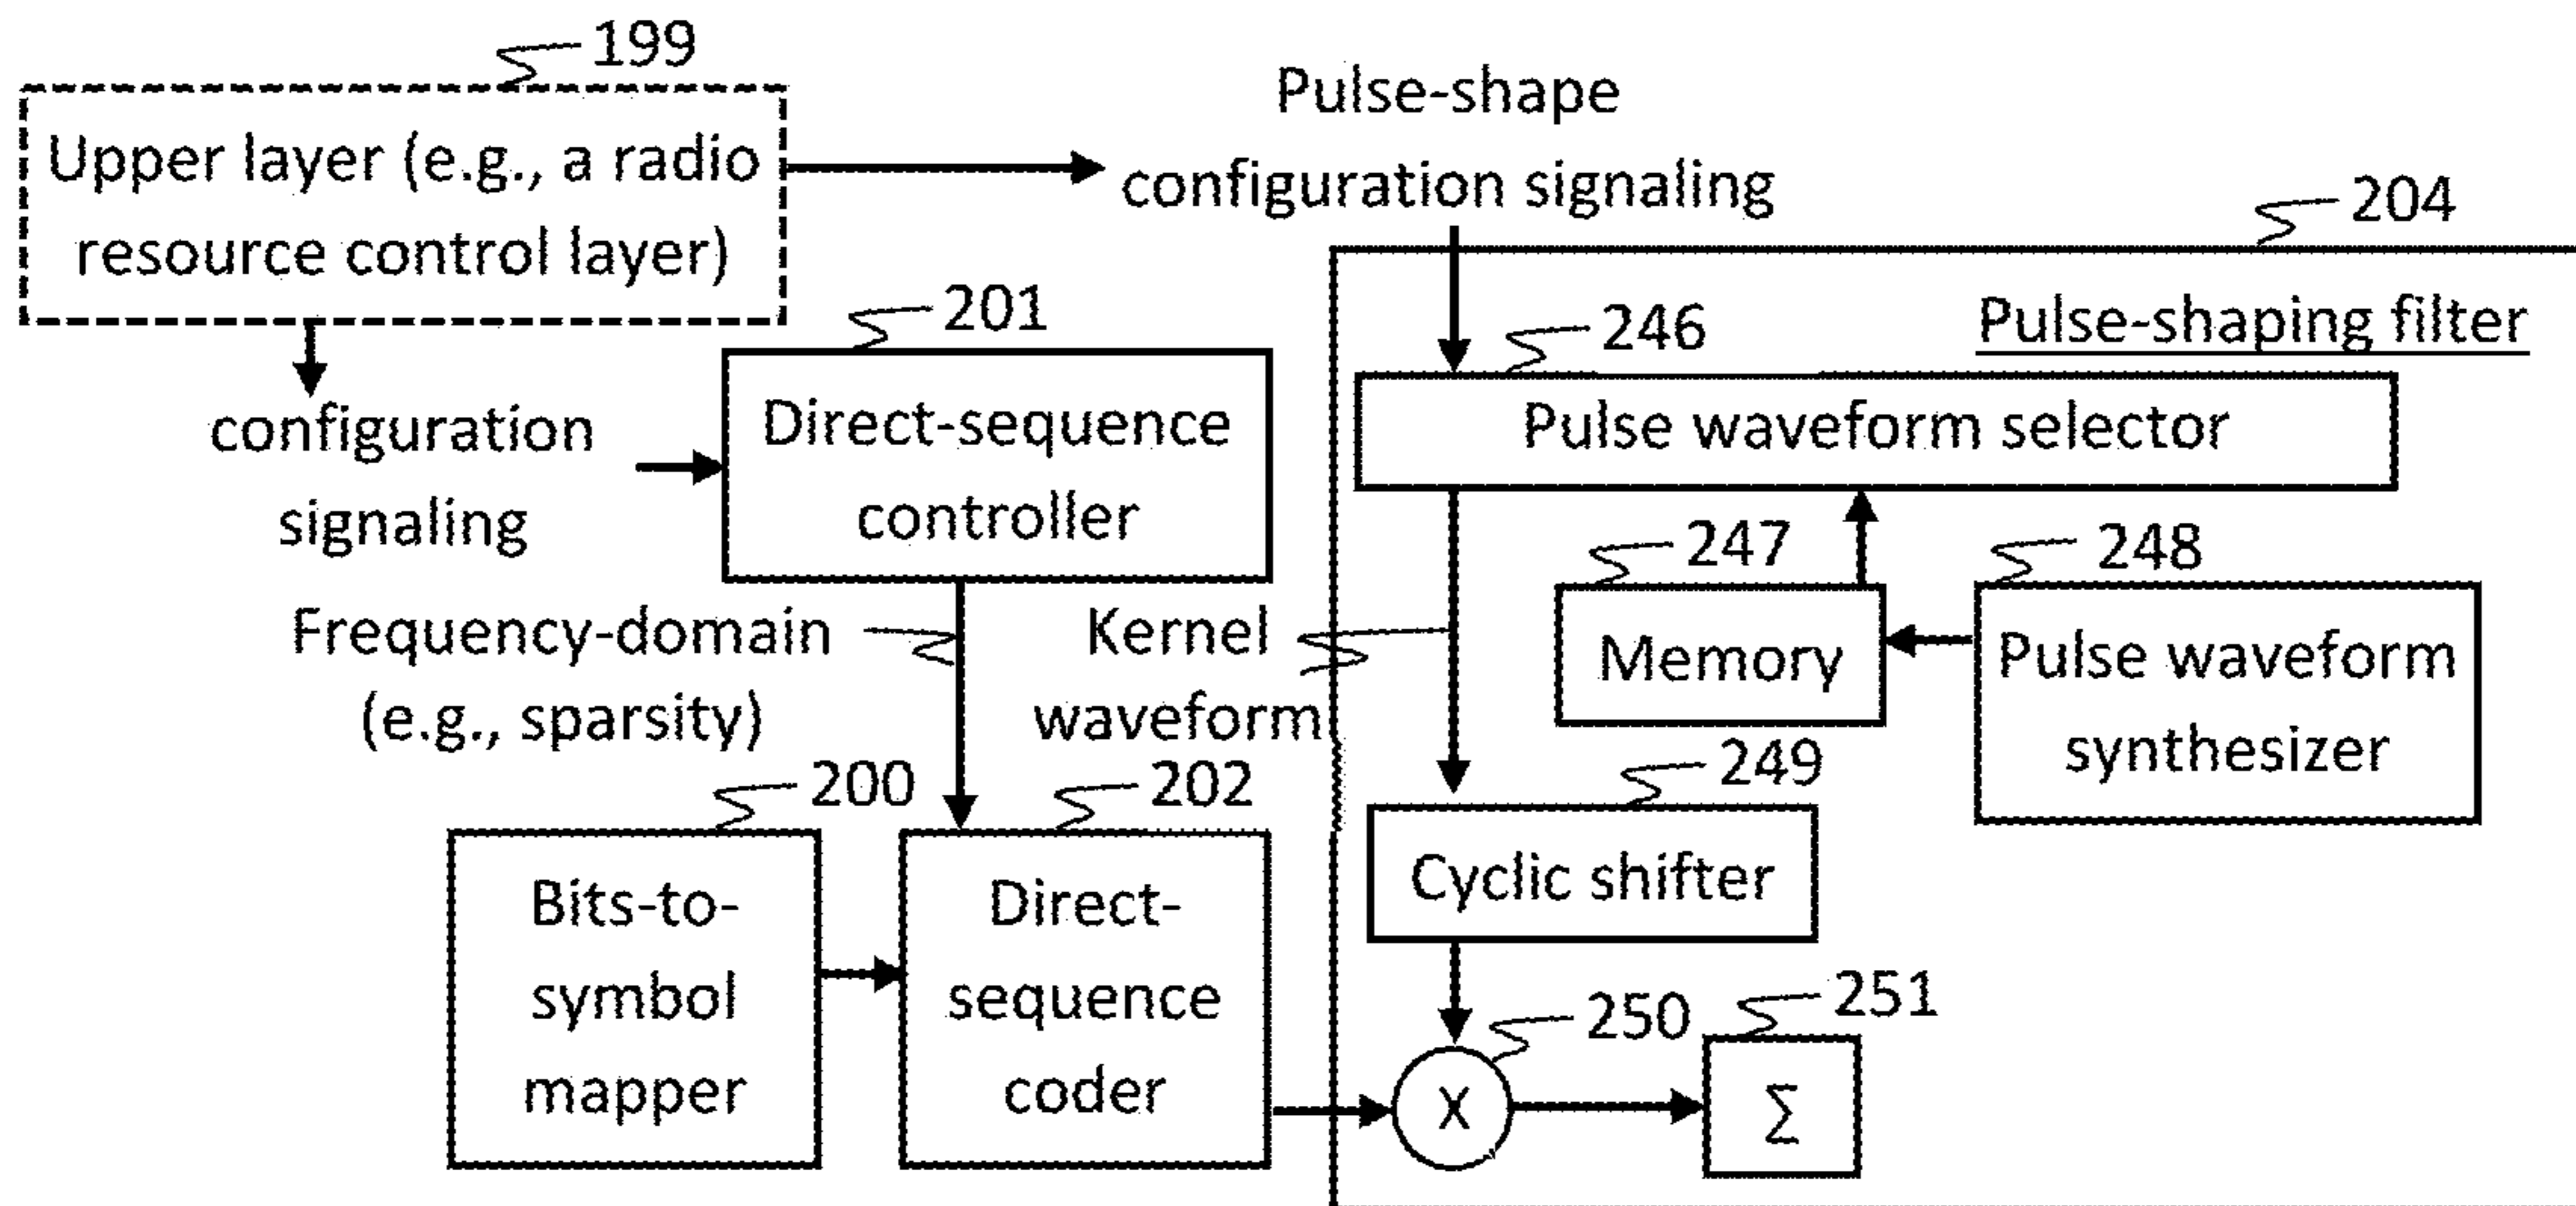 199
Upper layer (e.g., a radio
resource control layer)
Pulse-shape
configuration signaling
204
201
246
Pulse-shaping filter
configuration
signaling
Direct-sequence
controller
Pulse waveform selector
247
248
Frequency-domain
(e.g., sparsity)
Kernel
waveform
Memory
Pulse waveform
synthesizer
200
202
249
Bits-to-
symbol
mapper
Direct-
sequence
coder
Cyclic shifter
250
251
X
Σ